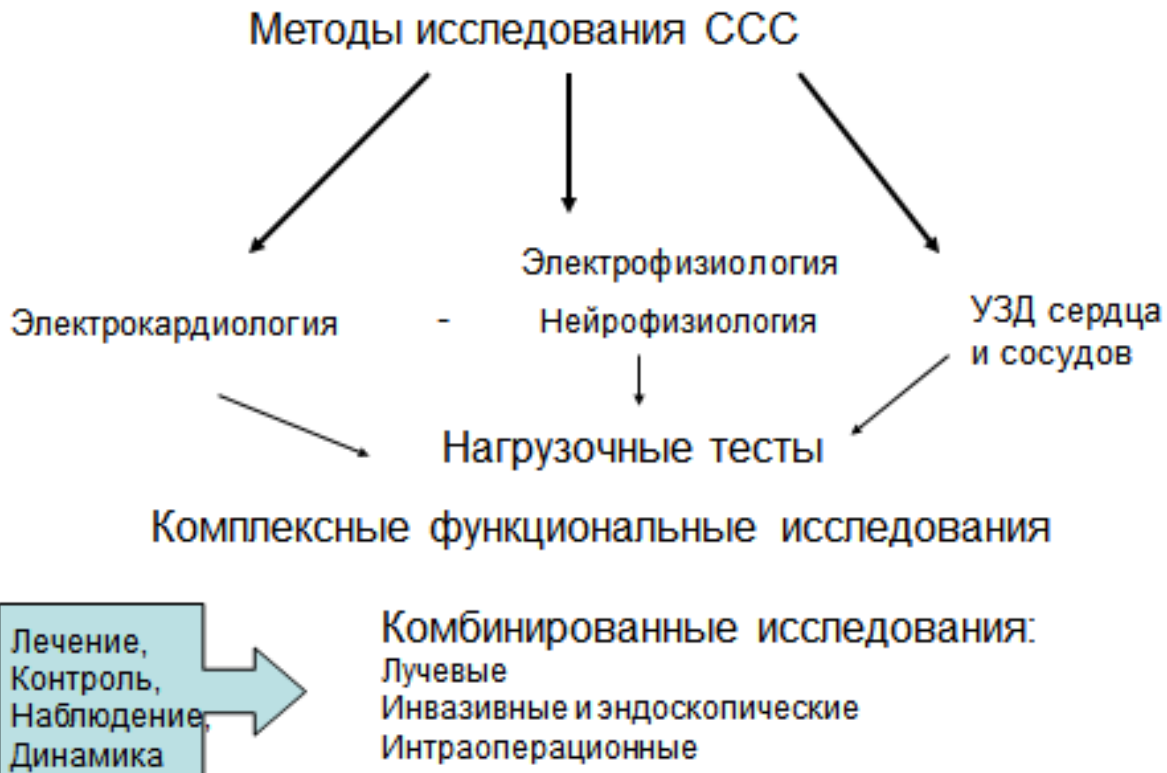 Методы исследования ССС
Электрофизиология
Электрокардиология - Нейрофизиология
УЗД сердца
и сосудов
Нагрузочные тесты
Комплексные функциональные исследования
Лечение,
Контроль,
Наблюдение,
Динамика
Комбинированные исследования:
Лучевые
Инвазивные и эндоскопические
Интраоперационные